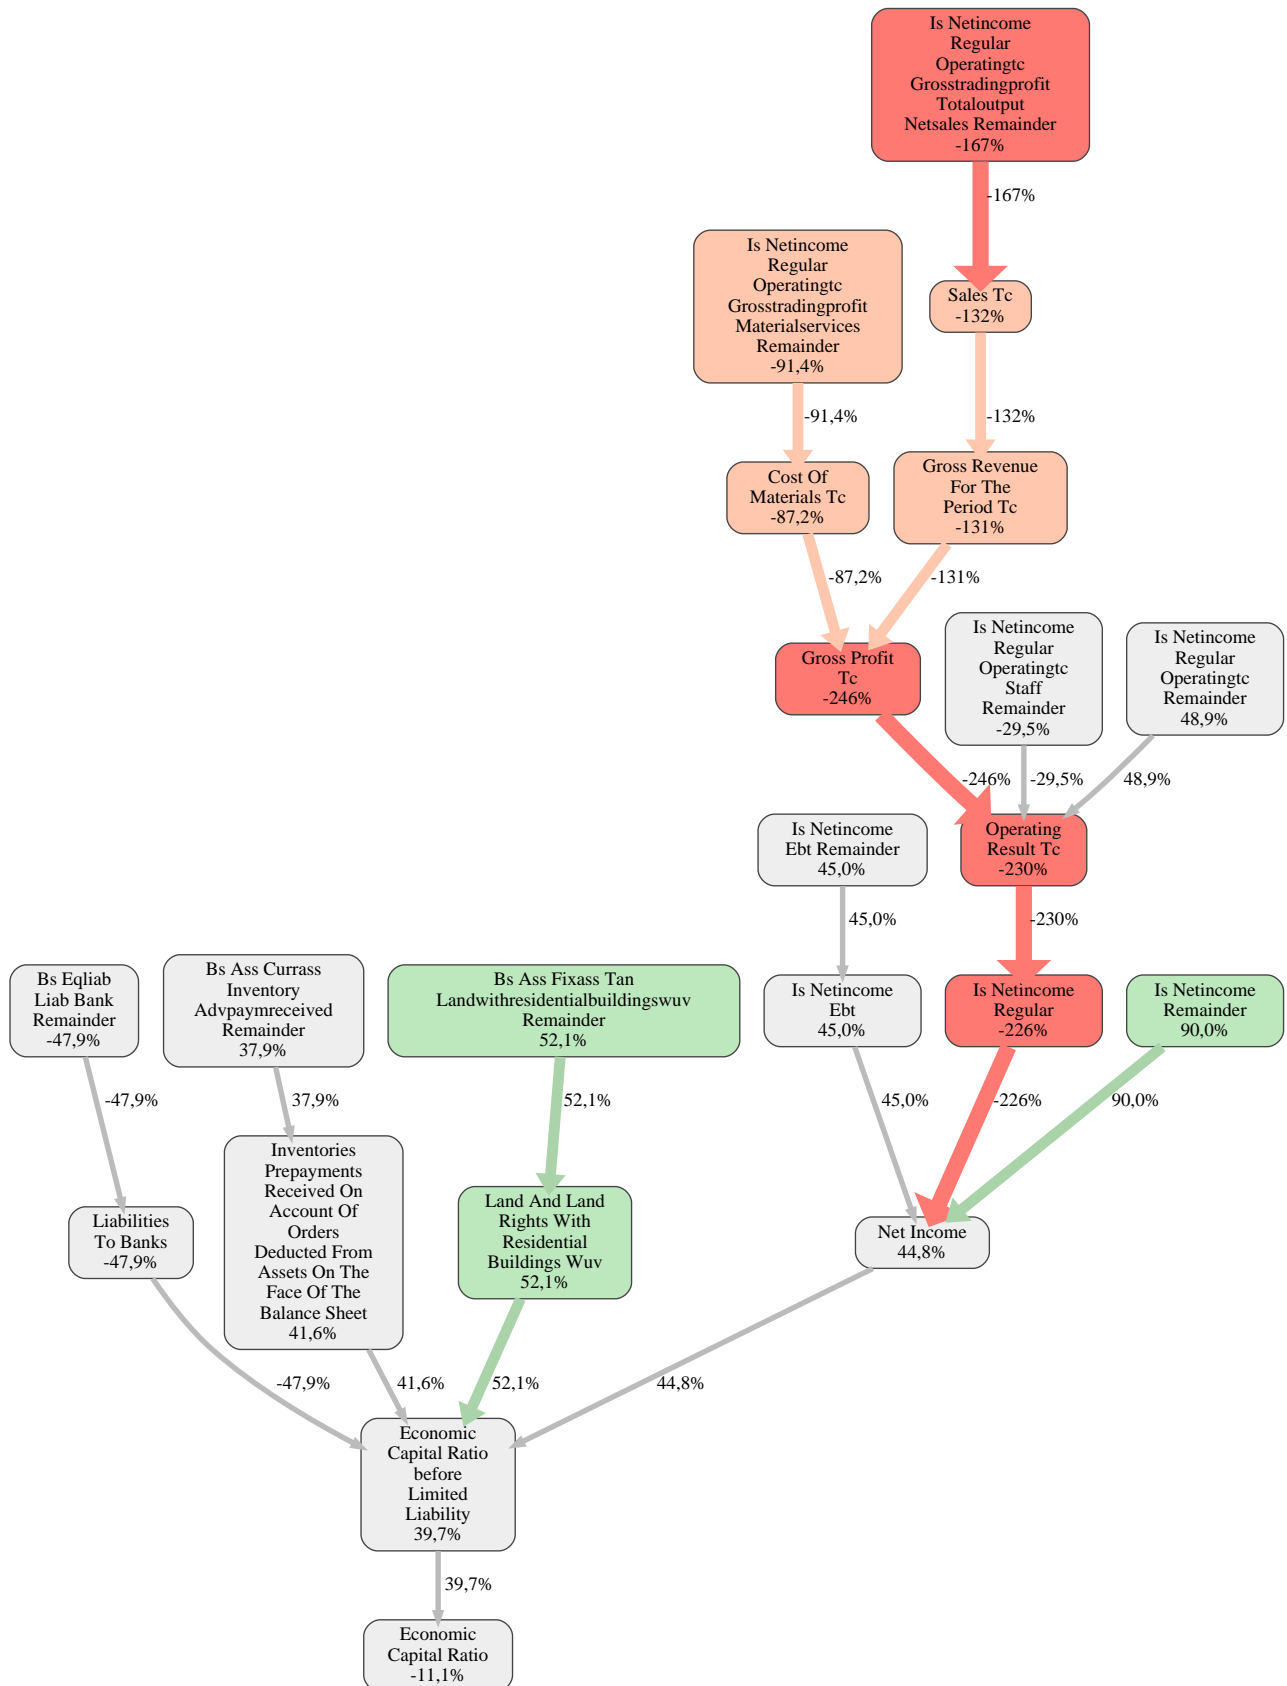 Is Netincome
Regular
Operatingtc
Grosstradingprofit
Totaloutput
Netsales Remainder
-167%
-167%
Is Netincome
Regular
Operatingtc
Grosstradingprofit
Materialservices
Remainder
-91,4%
Sales Tc
-132%
-91,4%
-132%
Cost Of
Materials Tc
-87,2%
Gross Revenue
For The
Period Tc
-131%
-87,2%
-131%
Gross Profit
Tc
-246%
Is Netincome
Regular
Operatingtc
Staff
Remainder
-29,5%
Is Netincome
Regular
Operatingtc
Remainder
48,9%
-246%
-29,5%
48,9%
Is Netincome
Ebt Remainder
45,0%
Operating
Result Tc
-230%
45,0%
-230%
Bs Eqliab
Liab Bank
Remainder
-47,9%
Bs Ass Currass
Inventory
Advpaymreceived
Remainder
37,9%
Bs Ass Fixass Tan
Landwithresidentialbuildingswuv
Remainder
52,1%
Is Netincome
Ebt
45,0%
Is Netincome
Regular
-226%
Is Netincome
Remainder
90,0%
-47,9%
37,9%
52,1%
45,0%
-226%
90,0%
Liabilities
To Banks
-47,9%
Inventories
Prepayments
Received On
Account Of
Orders
Deducted From
Assets On The
Face Of The
Balance Sheet
41,6%
Land And Land
Rights With
Residential
Buildings Wuv
52,1%
Net Income
44,8%
-47,9%
41,6%
52,1%
44,8%
Economic
Capital Ratio
before
Limited
Liability
39,7%
39,7%
Economic
Capital Ratio
-11,1%